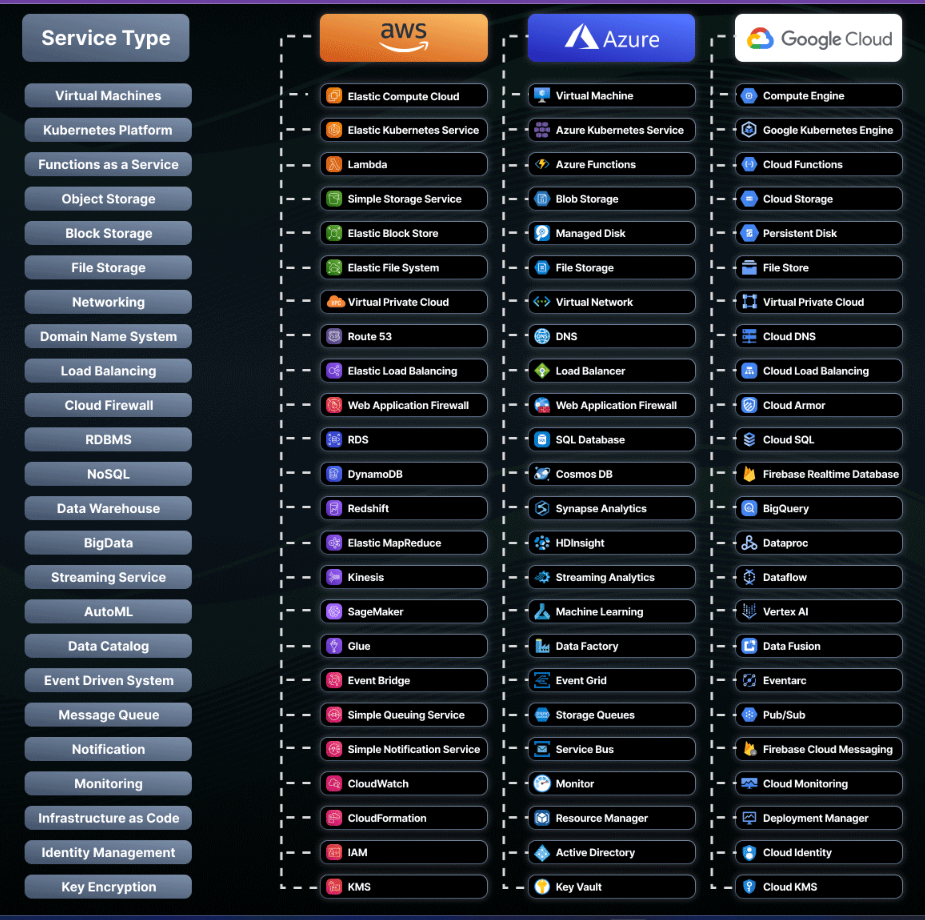 Service Type aws Azure Google Cloud
Virtual Machines Elastic Compute Cloud Virtual Machine Compute Engine
Kubernetes Platform Elastic Kubernetes Service Azure Kubernetes Service Google Kubernetes Engine
Functions as a Service Lambda Azure Functions Cloud Functions
Object Storage Simple Storage Service Blob Storage Cloud Storage
Block Storage Elastic Block Store Managed Disk Persistent Disk
File Storage Elastic File System File Storage File Store
Networking Virtual Private Cloud Virtual Network Virtual Private Cloud
Domain Name System Route 53 DNS Cloud DNS
Load Balancing Elastic Load Balancing Load Balancer Cloud Load Balancing
Cloud Firewall Web Application Firewall Web Application Firewall Cloud Armor
RDBMS RDS SQL Database Cloud SQL
NoSQL DynamoDB Cosmos DB Firebase Realtime Database
Data Warehouse Redshift Synapse Analytics BigQuery
BigData Elastic MapReduce HDInsight Dataproc
Streaming Service Kinesis Streaming Analytics Dataflow
AutoML SageMaker Machine Learning Vertex AI
Data Catalog Glue Data Factory Data Fusion
Event Driven System Event Bridge Event Grid Eventarc
Message Queue Simple Queuing Service Storage Queues Pub/Sub
Notification Simple Notification Service Service Bus Firebase Cloud Messaging
Monitoring CloudWatch Monitor Cloud Monitoring
Infrastructure as Code CloudFormation Resource Manager Deployment Manager
Identity Management IAM Active Directory Cloud Identity
Key Encryption KMS Key Vault Cloud KMS